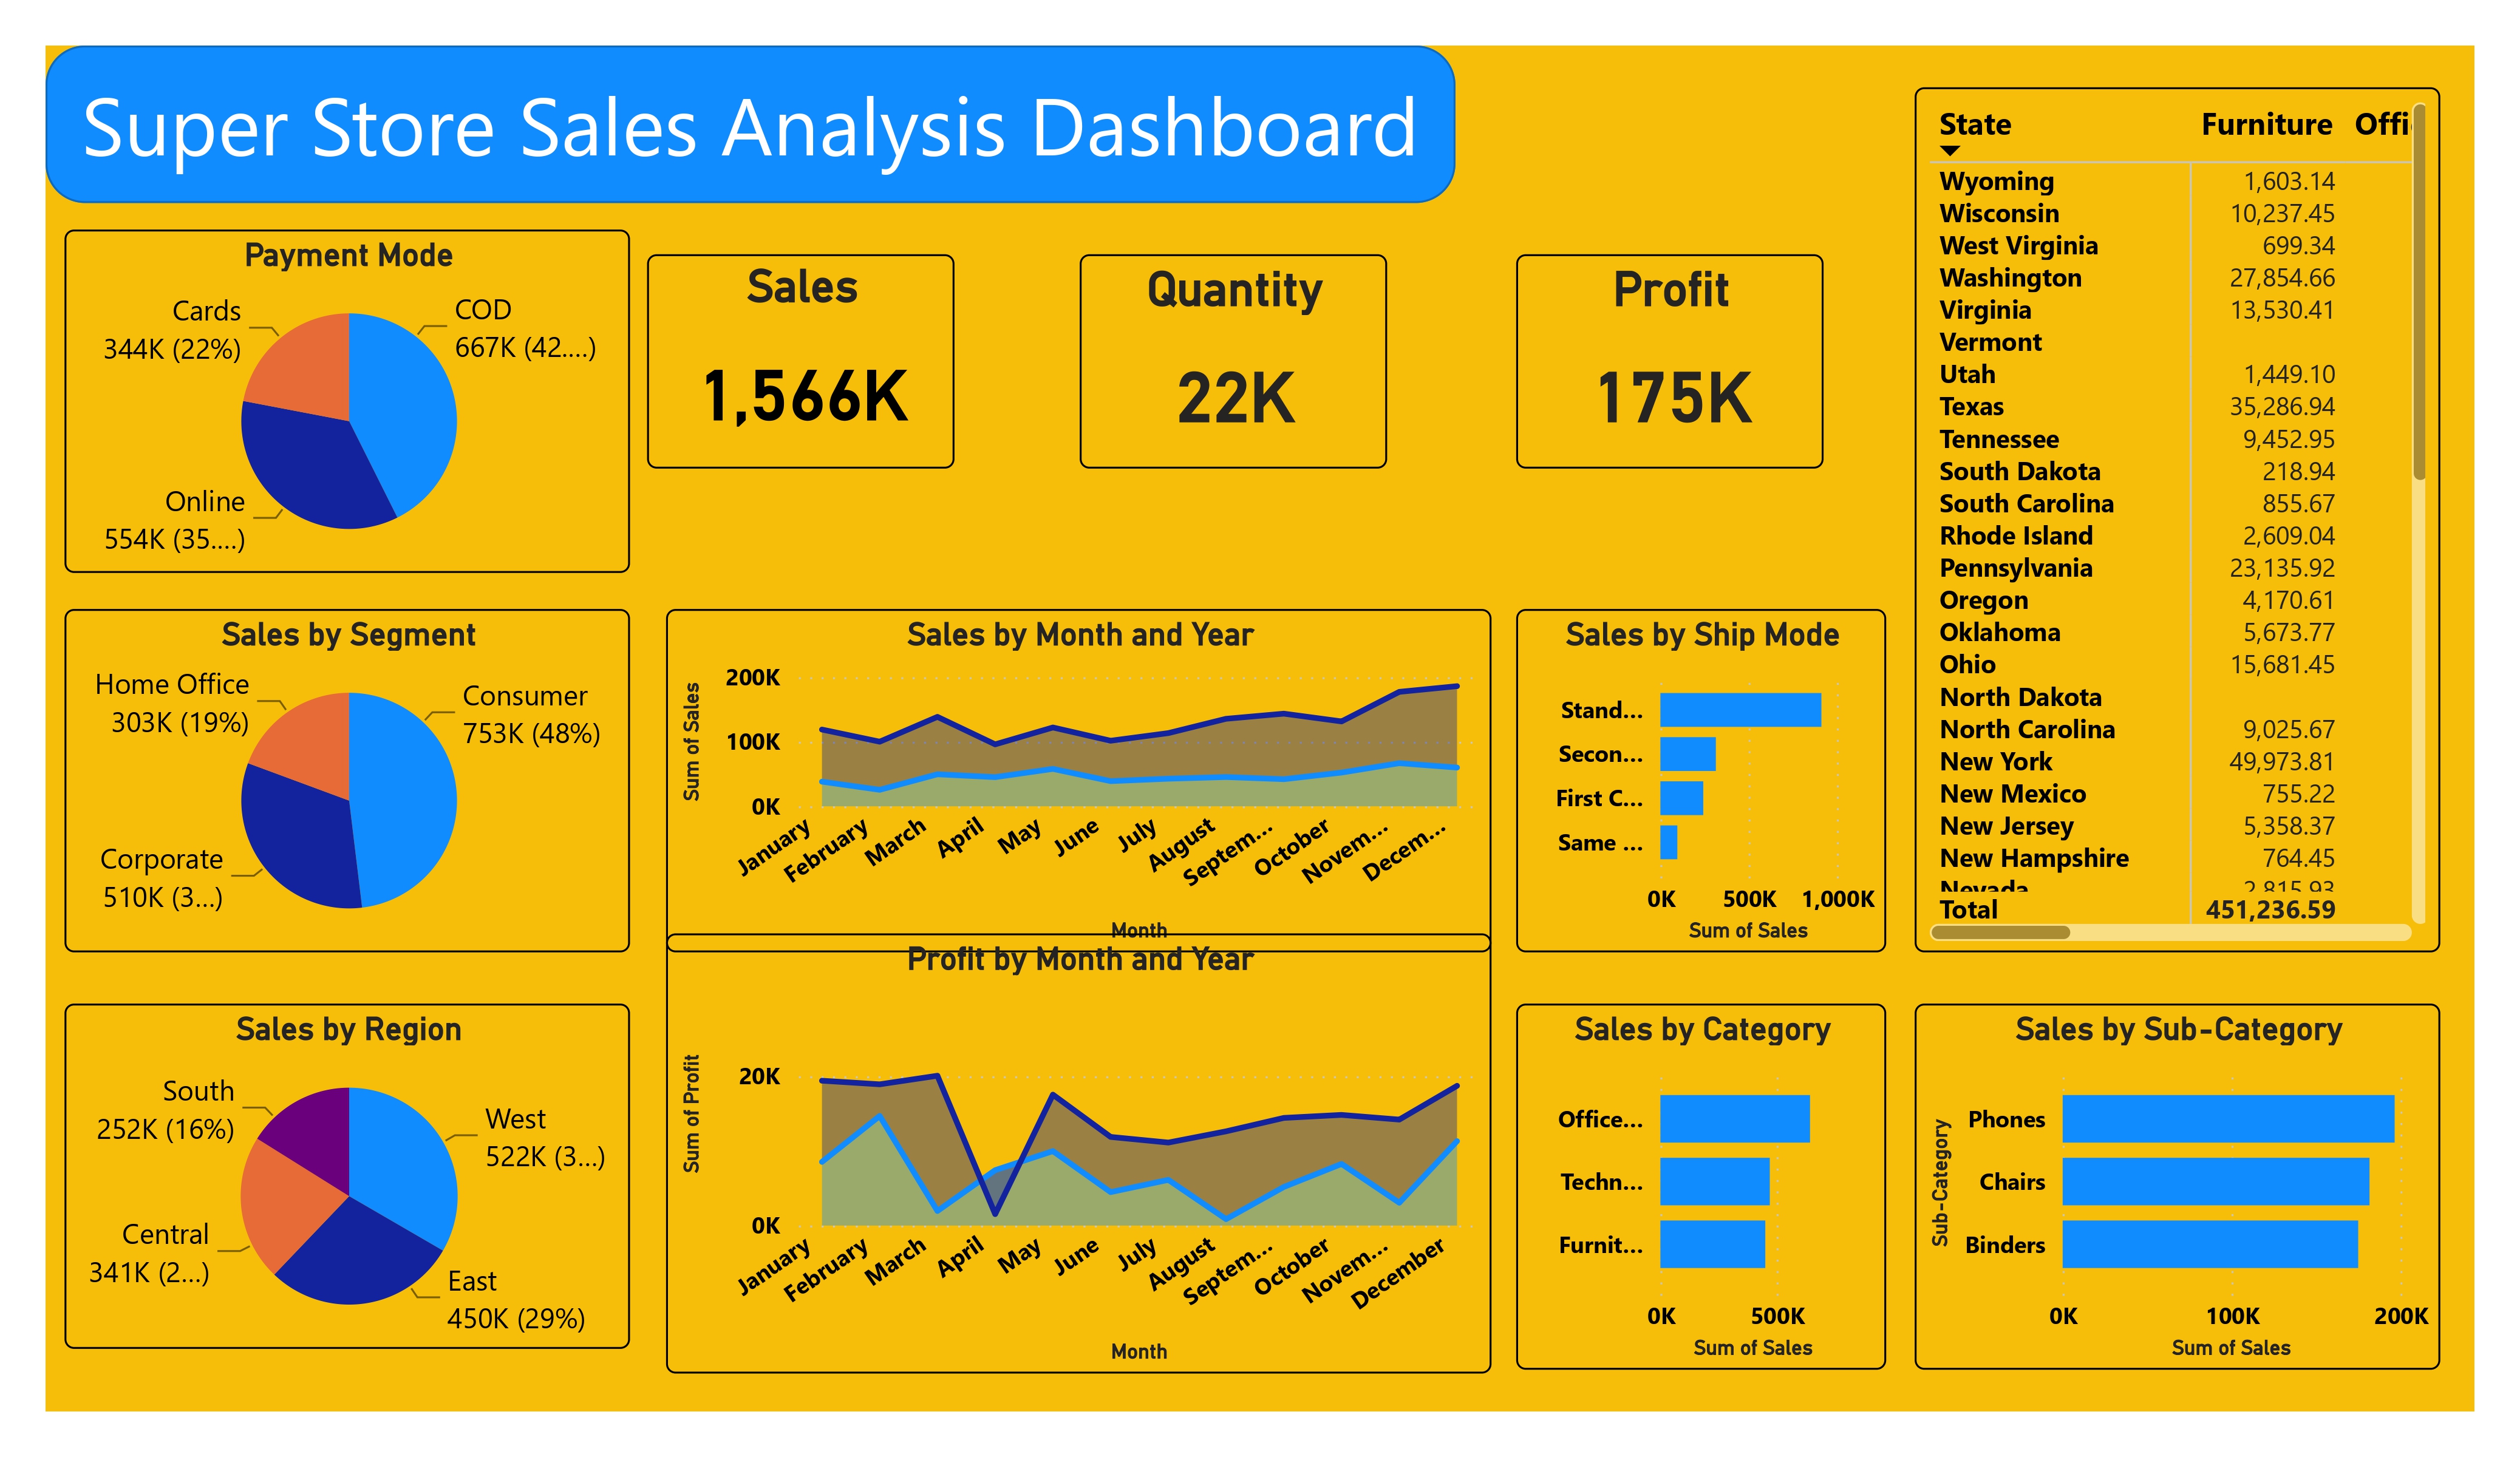 Super Store Sales Analysis Dashboard
Payment Mode
Cards
344K (22%)
COD
667K (42....)
Online
554K (35....)
Sales
1,566K
Quantity
22K
Profit
175K
State Furniture
Wyoming 1,603.14
Wisconsin 10,237.45
West Virginia 699.34
Washington 27,854.66
Virginia 13,530.41
Vermont
Utah 1,449.10
Texas 35,286.94
Tennessee 9,452.95
South Dakota 218.94
South Carolina 855.67
Rhode Island 2,609.04
Pennsylvania 23,135.92
Oregon 4,170.61
Oklahoma 5,673.77
Ohio 15,681.45
North Dakota
North Carolina 9,025.67
New York 49,973.81
New Mexico 755.22
New Jersey 5,358.37
New Hampshire 764.45
Nevada 2,815.93
Total 451,236.59
Sales by Segment
Home Office
303K (19%)
Consumer
753K (48%)
Corporate
510K (3...)
Sales by Month and Year
Sum of Sales
200K
100K
0K
January
February
March
April
May
June
July
August
Septem...
October
Novem...
Decem...
Month
Sales by Ship Mode
Stand...
Secon...
First C...
Same ...
0K 500K 1,000K
Sum of Sales
Sales by Region
South
252K (16%)
West
522K (3...)
Central
341K (2...)
East
450K (29%)
Profit by Month and Year
Sum of Profit
20K
0K
January
February
March
April
May
June
July
August
Septem...
October
Novem...
December
Month
Sales by Category
Office...
Techn...
Furnit...
0K 500K
Sum of Sales
Sales by Sub-Category
Sub-Category
Phones
Chairs
Binders
0K 100K 200K
Sum of Sales